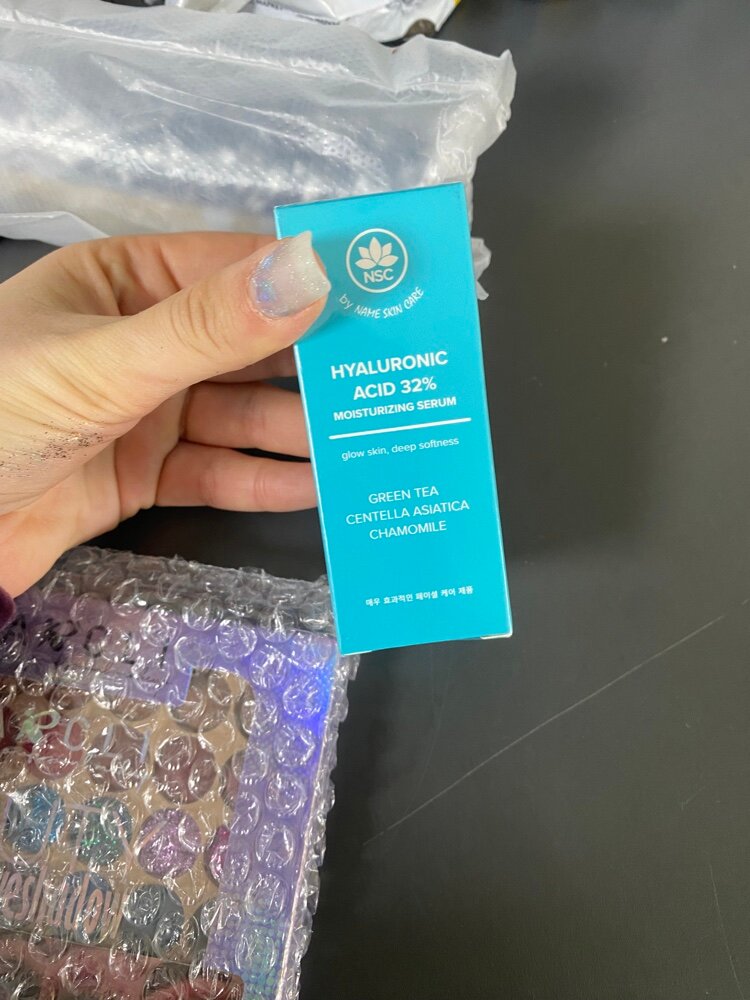 NSC
by NAME SKIN CARE
HYALURONIC
ACID 32%
MOISTURIZING SERUM
glow skin, deep softness
GREEN TEA
CENTELLA ASIATICA
CHAMOMILE
매우 효과적인 페이셜 케어 제품